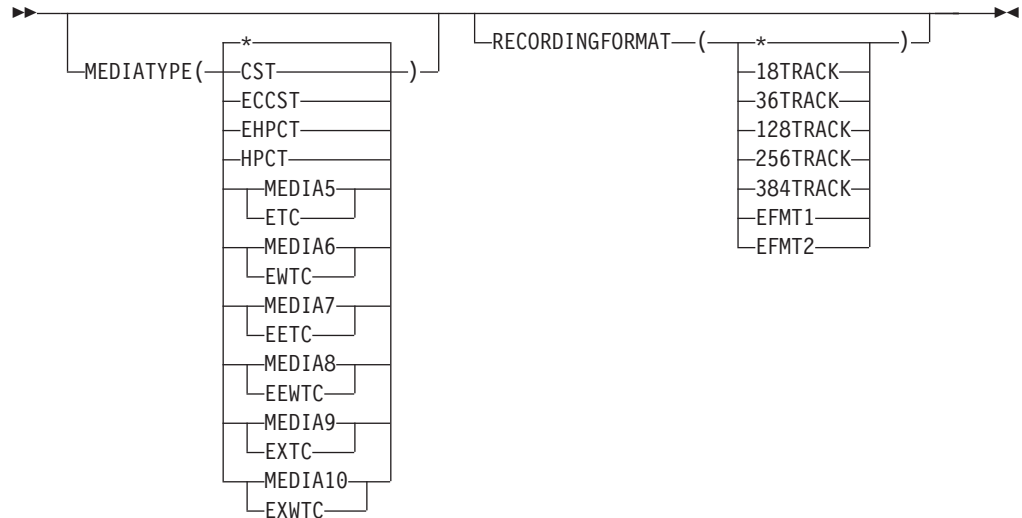 *
MEDIATYPE( CST )
ECCST
EHPCT
HPCT
MEDIA5
ETC
MEDIA6
EWTC
MEDIA7
EETC
MEDIA8
EEWTC
MEDIA9
EXTC
MEDIA10
EXWTC
RECORDINGFORMAT ( * )
18TRACK
36TRACK
128TRACK
256TRACK
384TRACK
EFMT1
EFMT2